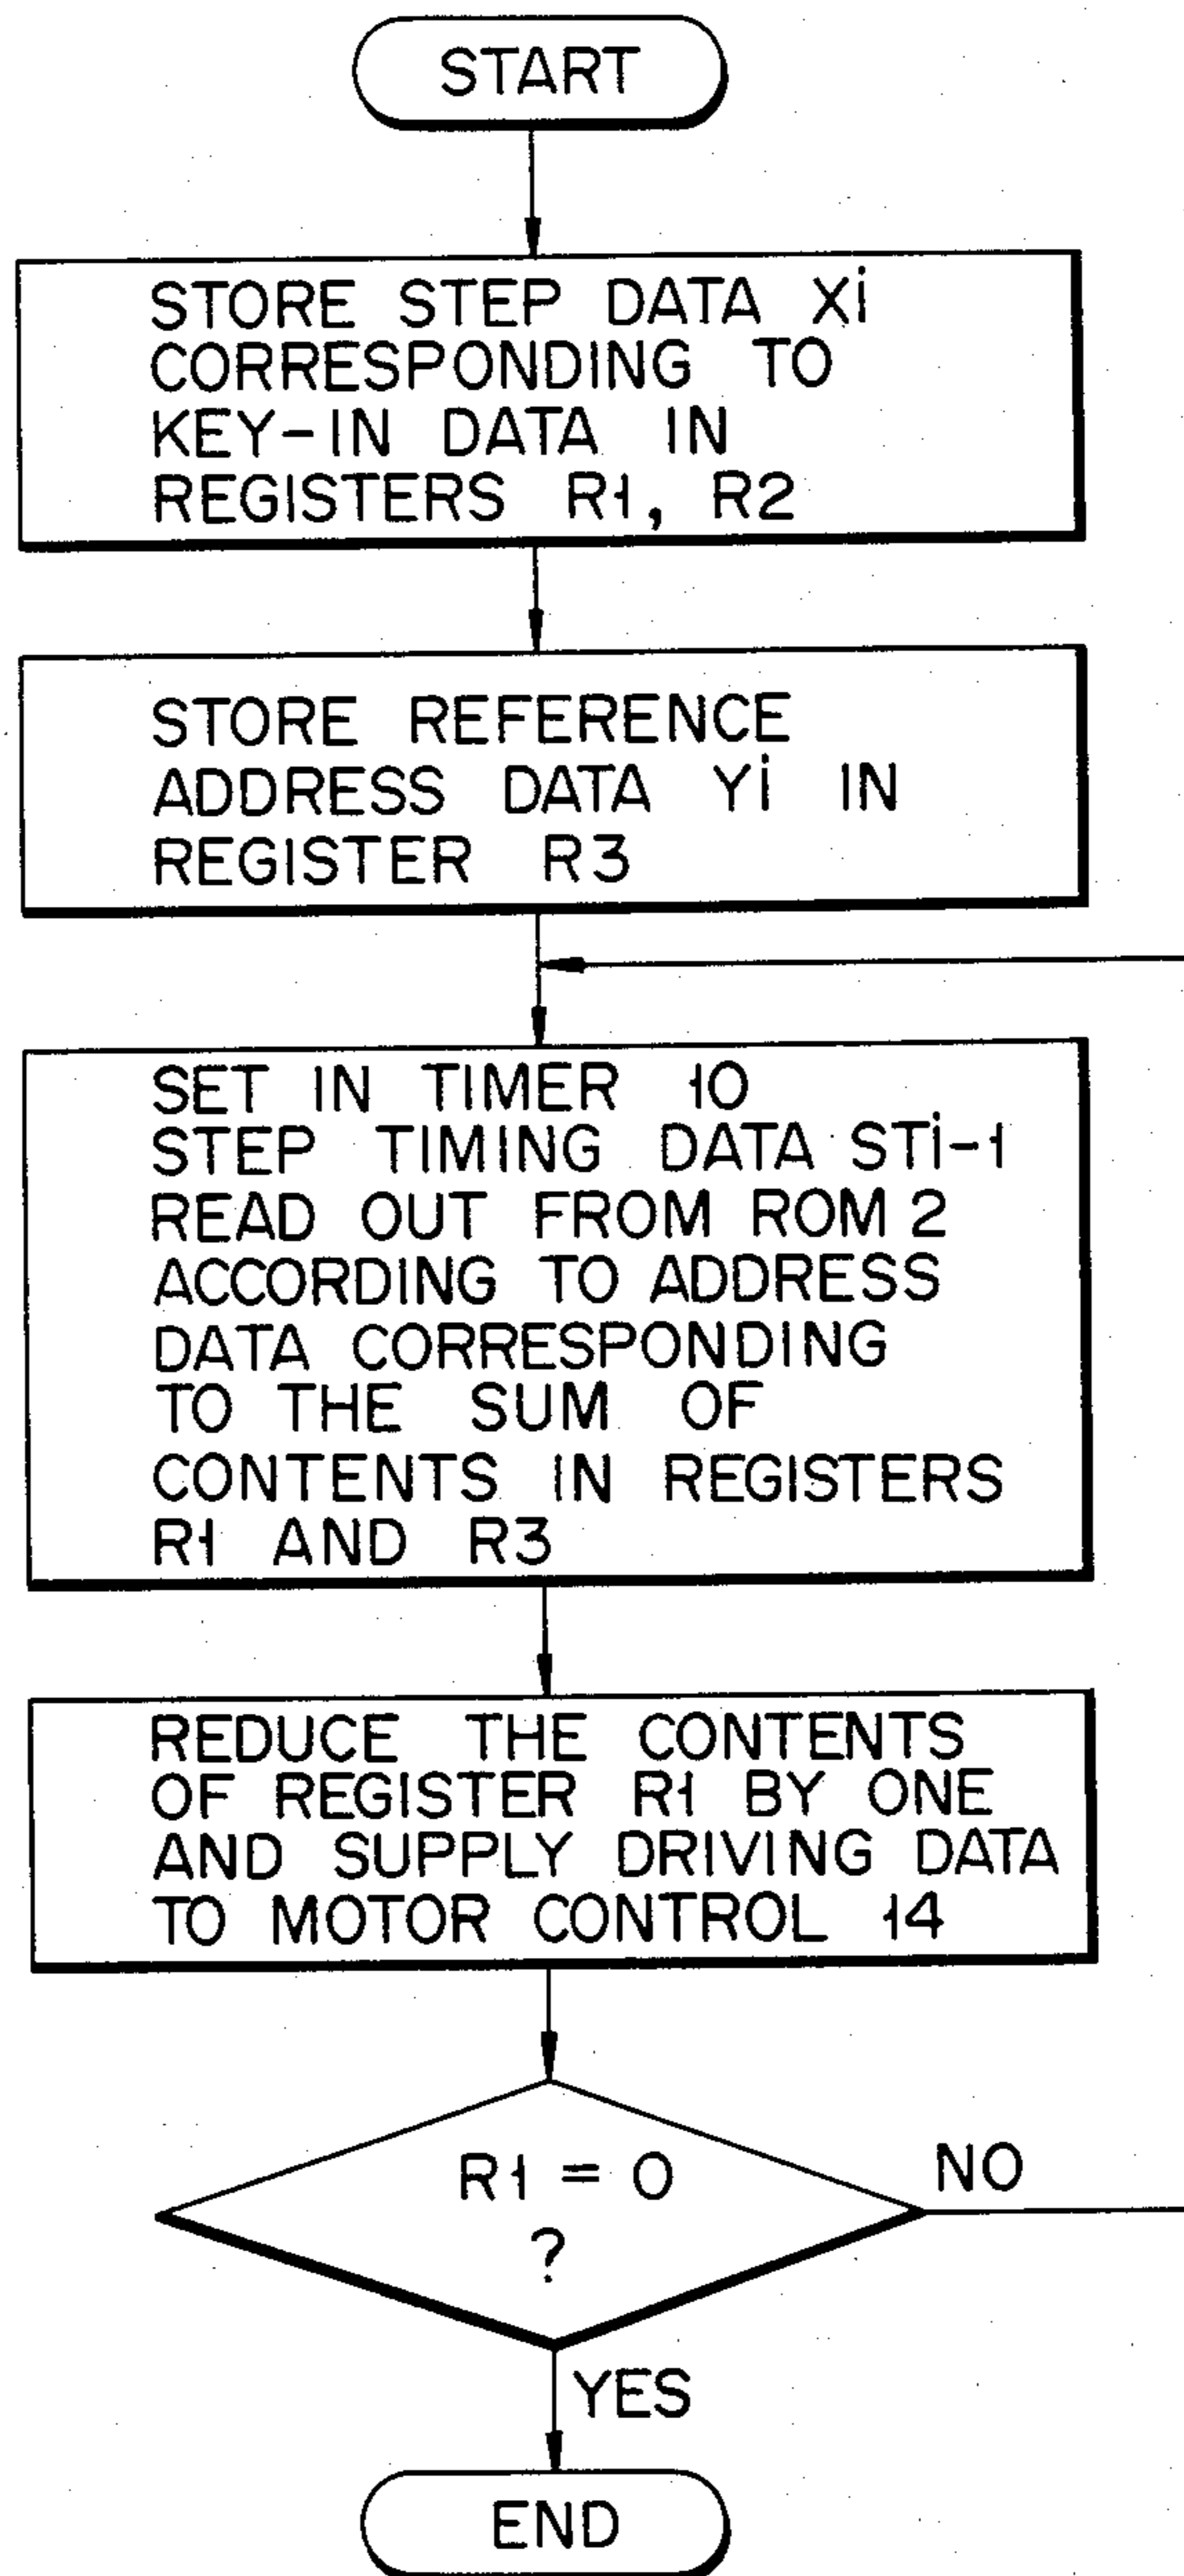 START
STORE STEP DATA Xi
CORRESPONDING TO
KEY-IN DATA IN
REGISTERS R1, R2
STORE REFERENCE
ADDRESS DATA Yi IN
REGISTER R3
SET IN TIMER 10
STEP TIMING DATA STi-1
READ OUT FROM ROM 2
ACCORDING TO ADDRESS
DATA CORRESPONDING
TO THE SUM OF
CONTENTS IN REGISTERS
R1 AND R3
REDUCE THE CONTENTS
OF REGISTER R1 BY ONE
AND SUPPLY DRIVING DATA
TO MOTOR CONTROL 14
R1 = 0
?
NO
YES
END